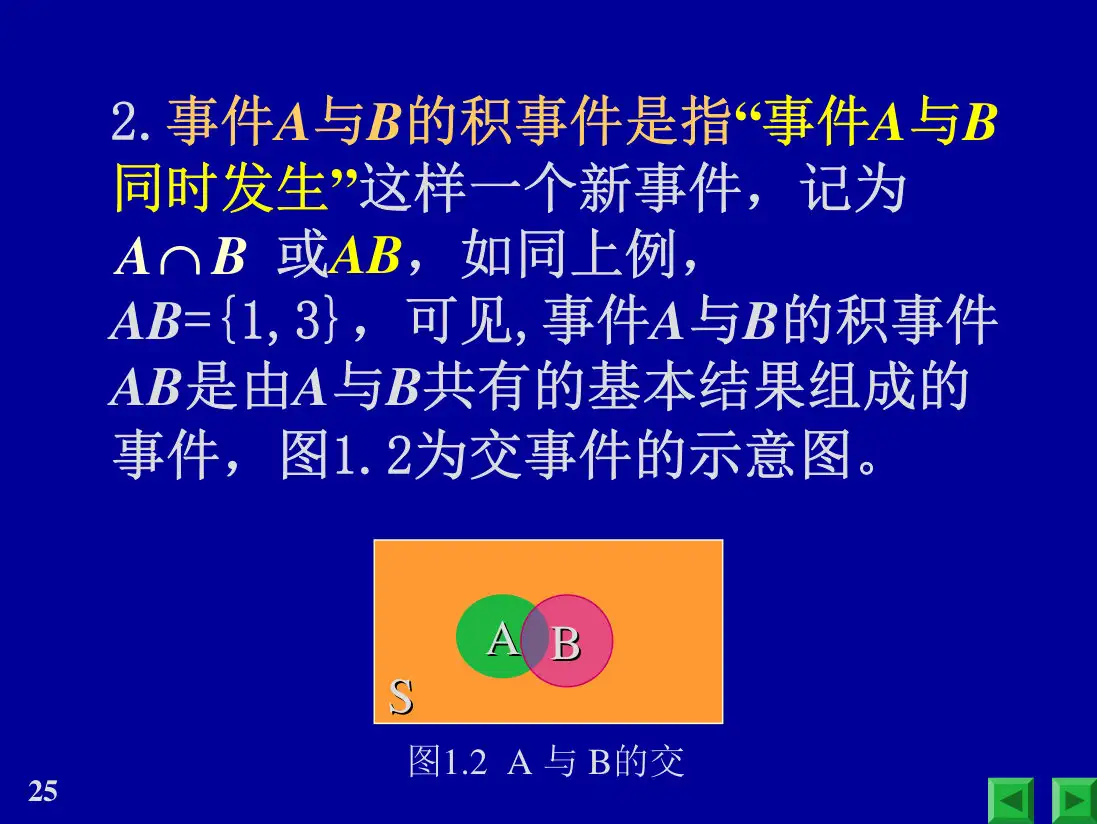 2.事件A与B的积事件是指“事件A与B
同时发生”这样一个新事件，记为
A∩B 或AB，如同上例，
AB={1,3}，可见,事件A与B的积事件
AB是由A与B共有的基本结果组成的
事件，图1.2为交事件的示意图。
A B
S
图1.2 A 与 B的交
25